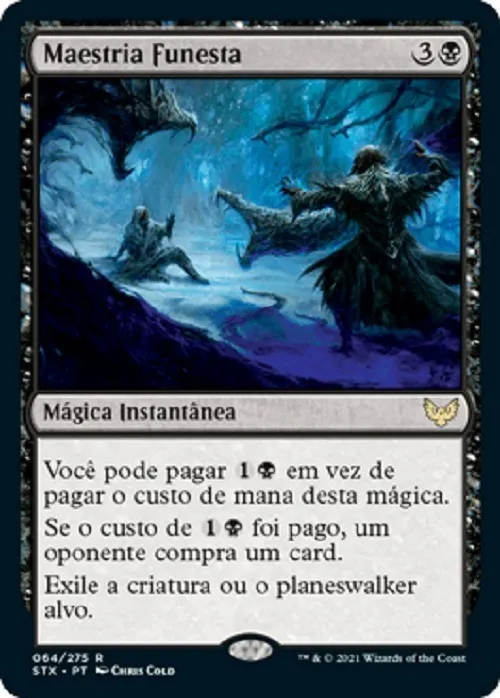 Maestria Funesta 3
Mágica Instantânea
Você pode pagar 1 em vez de
pagar o custo de mana desta mágica.
Se o custo de 1 foi pago, um
oponente compra um card.
Exile a criatura ou o planeswalker
alvo.
064/275 R
STX - PT Chris Cold
™ & © 2021 Wizards of the Coast